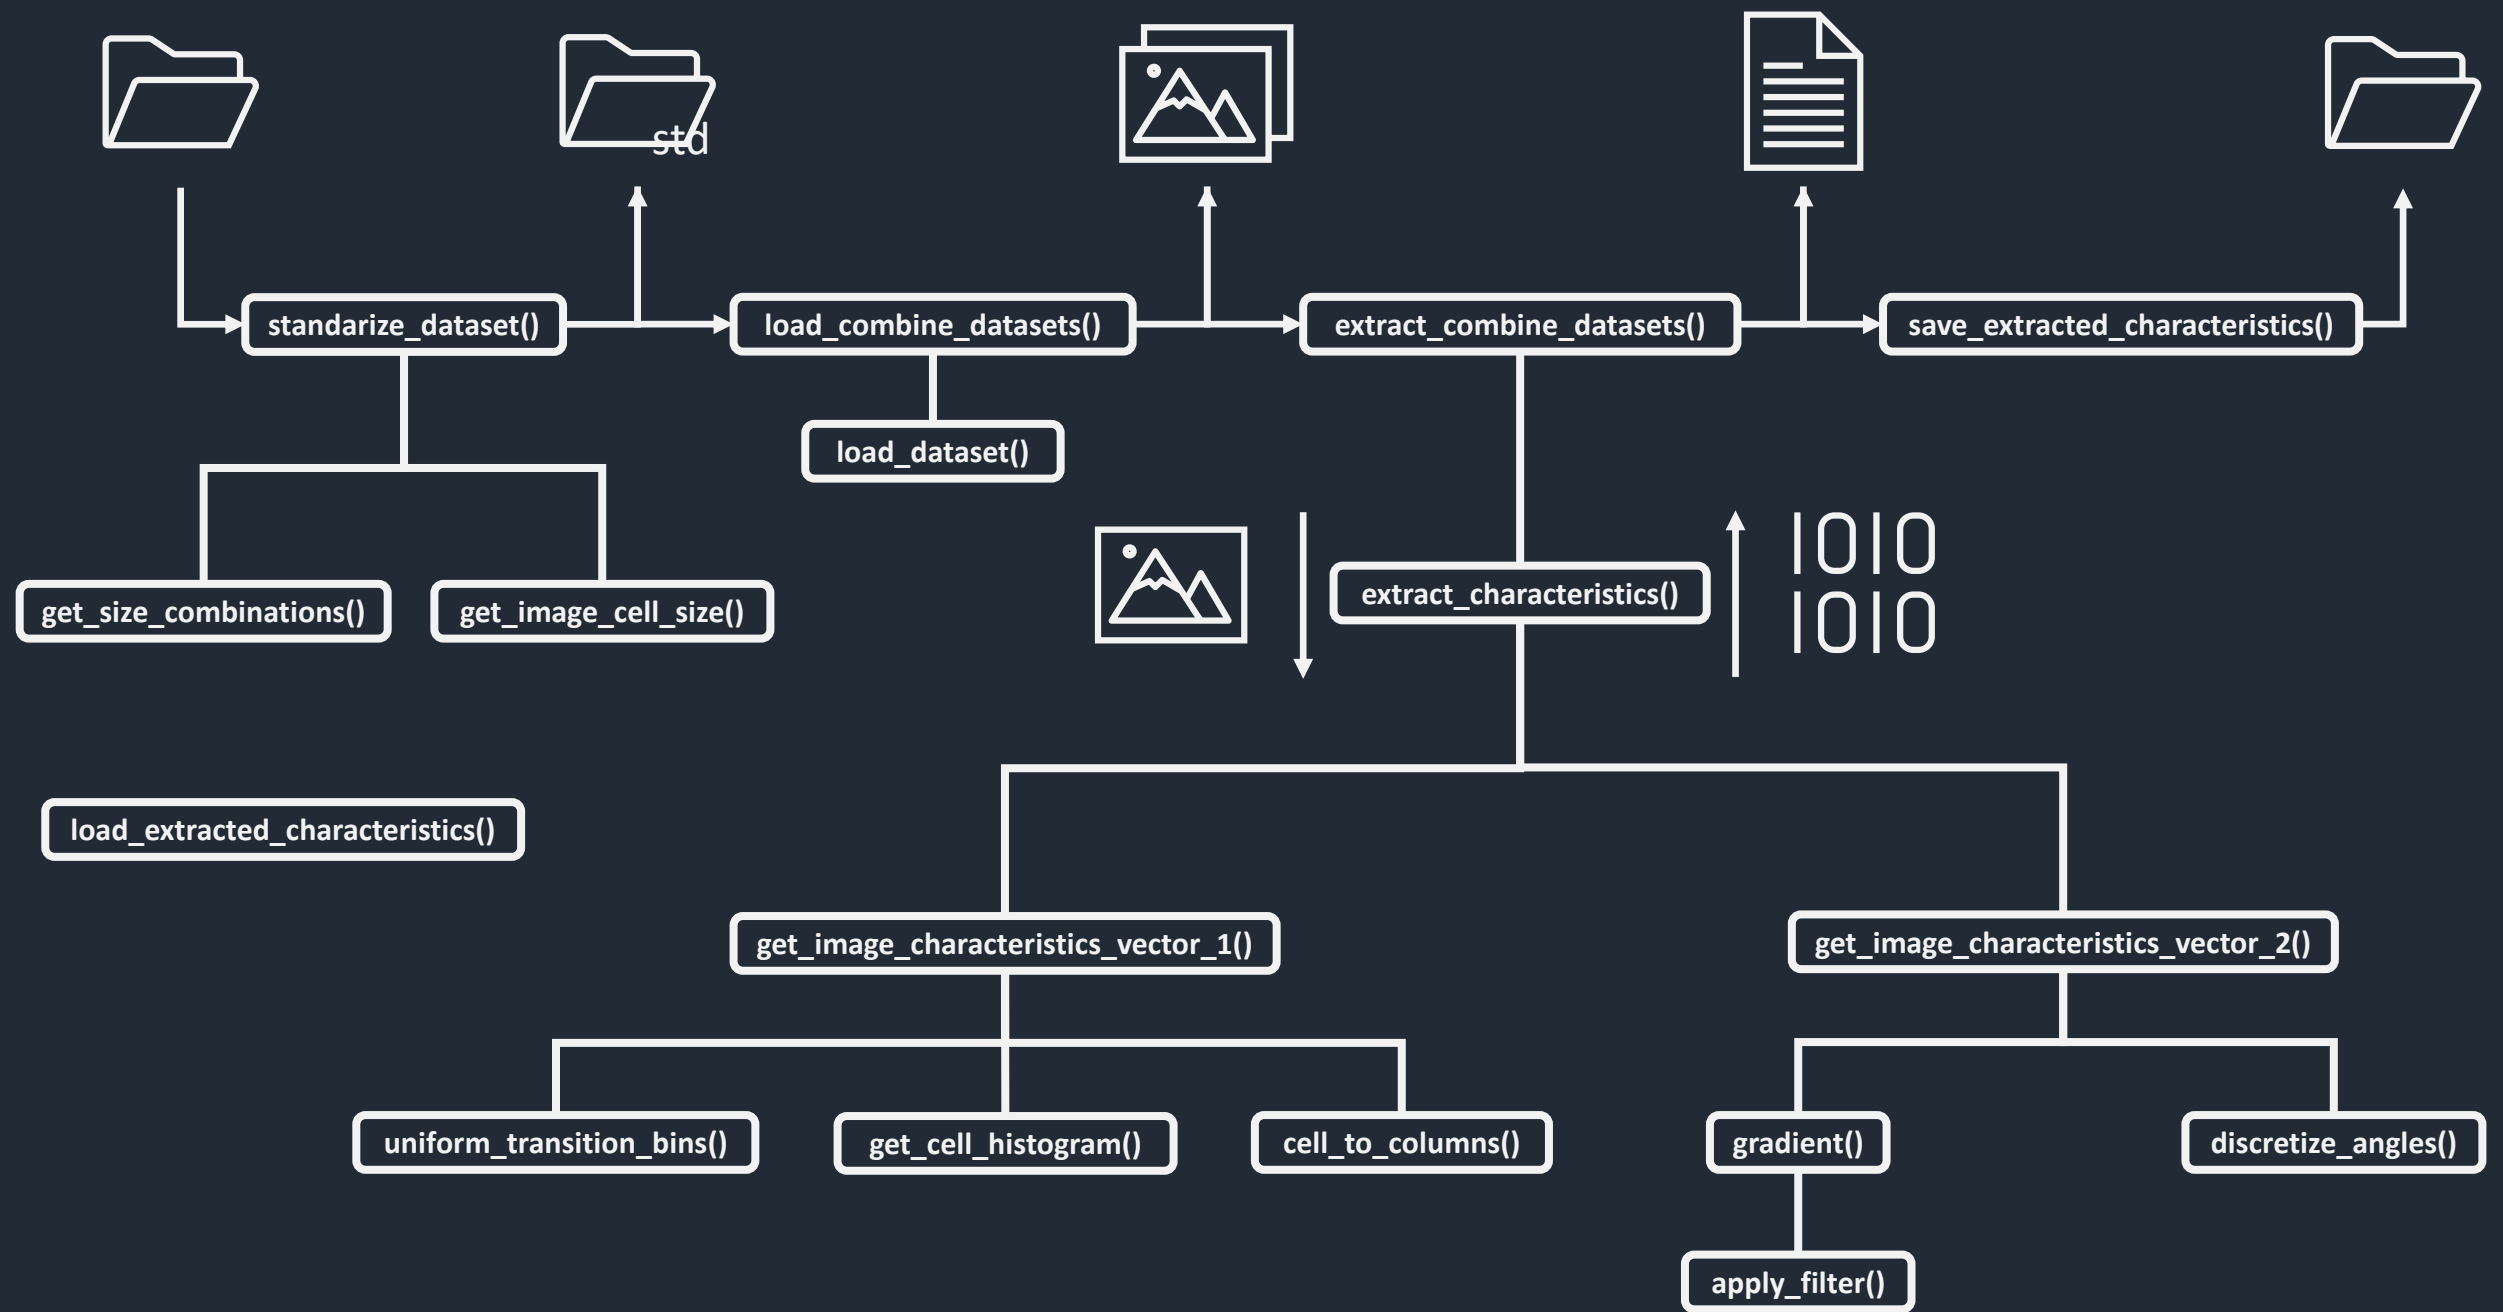 std
standarize_dataset()
load_combine_datasets()
extract_combine_datasets()
save_extracted_characteristics()
load_dataset()
1010
1010
extract_characteristics()
get_size_combinations()
get_image_cell_size()
load_extracted_characteristics()
get_image_characteristics_vector_1()
get_image_characteristics_vector_2()
uniform_transition_bins()
get_cell_histogram()
cell_to_columns()
gradient()
discretize_angles()
apply_filter()